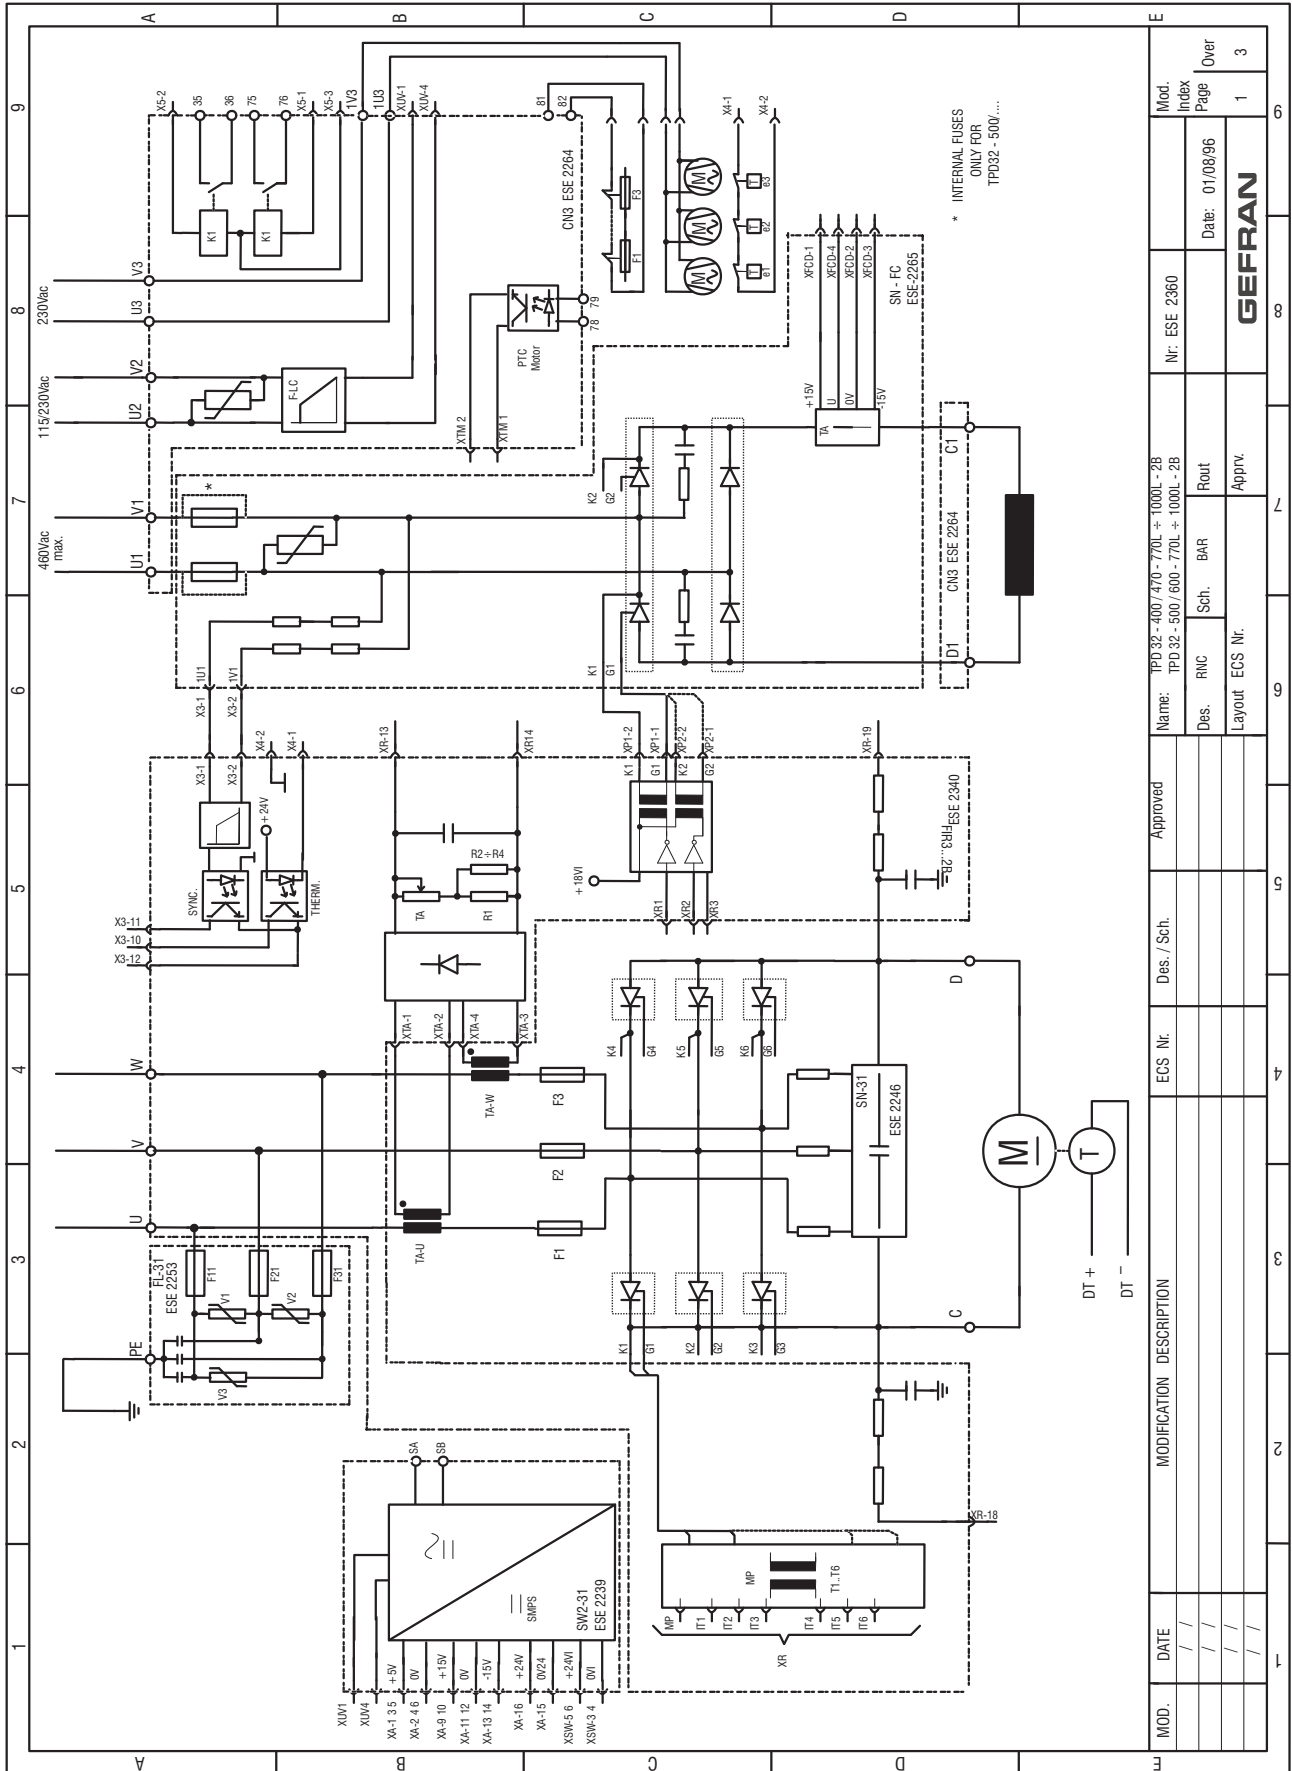 1 2 3 4 5 6 7 8 9
A B C D E
PE
U
V
W
U1
V1
460Vac
max.
U2
V2
115/230Vac
U3
V3
230Vac
FL-31
ESE 2253
F11
F21
F31
V1
V2
V3
X3-11
X3-10
X3-12
SYNC.
THERM.
+24V
X3-1
X3-2
X4-2
X4-1
X3-1
X3-2
1U1
1V1
*
F-LC
K1
K1
X5-2
35
36
75
76
X5-1
X5-3
1V3
1U3
XUV-1
XUV-4
81
82
CN3 ESE 2264
XTM 2
XTM 1
PTC
Motor
78
79
SA
SB
SMPS
SW2-31
ESE 2239
XUV1
XUV4
XA-1 3 5
+5V
XA-2 4 6
0V
XA-9 10
+15V
XA-11 12
0V
XA-13 14
-15V
XA-16
+24V
XA-15
0V24
XSW-5 6
+24VI
XSW-3 4
0VI
TA-U
TA-W
XTA-1
XTA-2
XTA-4
XTA-3
TA
R1
R2÷R4
XR-13
XR14
F1
F2
F3
K1
G1
K2
G2
K3
G3
K4
G4
K5
G5
K6
G6
+18VI
XR1
XR2
XR3
K1
G1
K2
G2
XP1-2
XP1-1
XP2-2
XP2-1
ESE 2340
FIR3...2B
XR-19
K1
G1
K2
G2
F1
F3
M
M
M
T
T
T
e1
e2
e3
X4-1
X4-2
TA
+15V
U
0V
-15V
XFCD-1
XFCD-4
XFCD-2
XFCD-3
SN - FC
ESE-2265
* INTERNAL FUSES
ONLY FOR
TPD32 - 500/....
D1
CN3 ESE 2264
C1
SN-31
ESE 2246
C
D
M
T
DT +
DT -
XR-18
MP
IT1
IT2
IT3
IT4
IT5
IT6
XR
MP
T1..T6
MOD.
DATE
MODIFICATION DESCRIPTION
ECS Nr.
Des. / Sch.
Approved
/ /
/ /
/ /
/ /
Name:
TPD 32 - 400 / 470 - 770L ÷ 1000L - 2B
TPD 32 - 500 / 600 - 770L ÷ 1000L - 2B
Nr: ESE 2360
Mod.
Index
Des. RNC
Sch. BAR
Rout
Date: 01/08/96
Page
1
Over
3
Layout ECS Nr.
Apprv.
GEFRAN
A B C D E
1 2 3 4 5 6 7 8 9